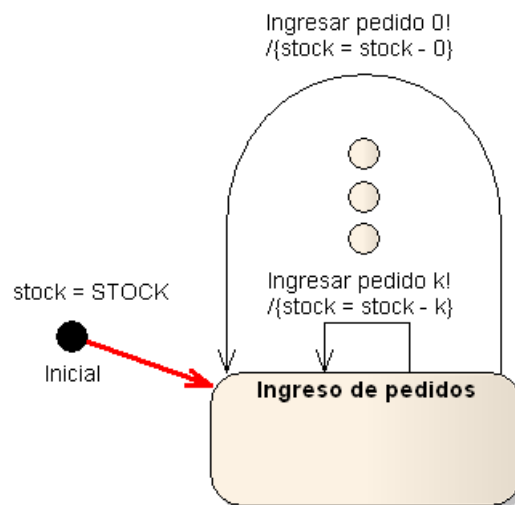 Ingresar pedido 0!
/{stock = stock - 0}
Ingresar pedido k!
/{stock = stock - k}
stock = STOCK
Inicial
Ingreso de pedidos